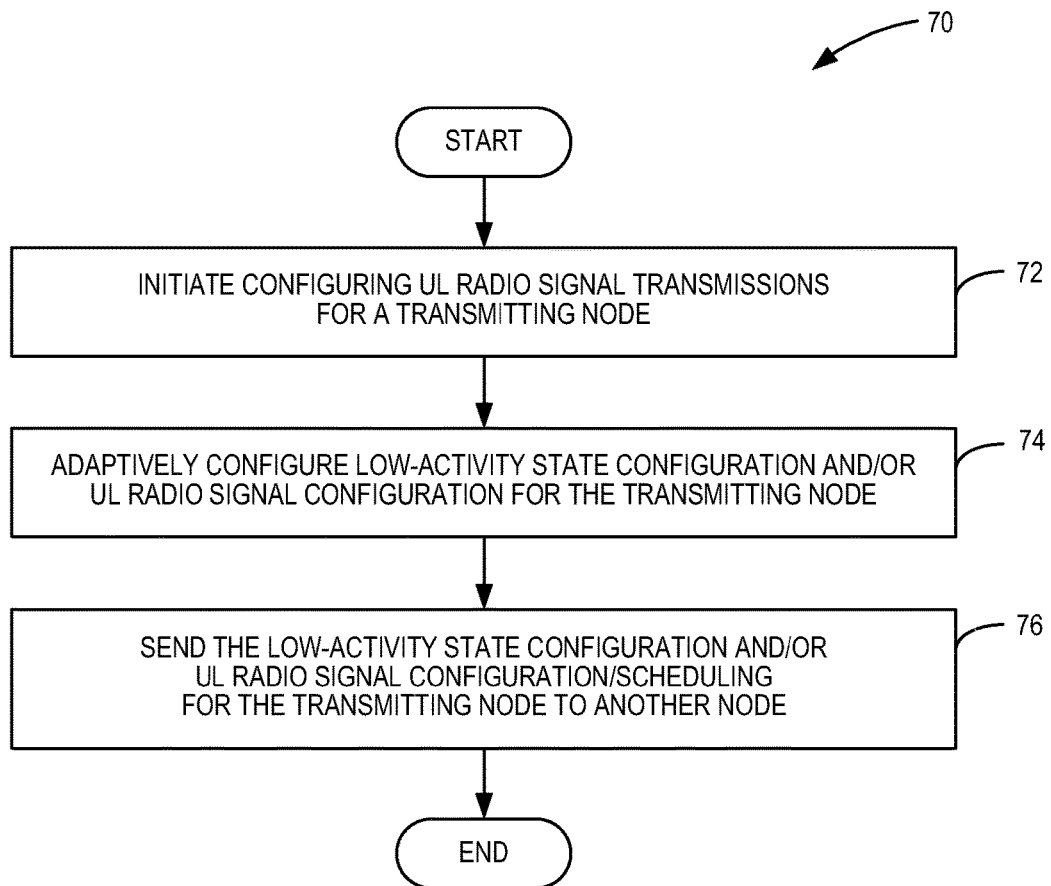 70
START
INITIATE CONFIGURING UL RADIO SIGNAL TRANSMISSIONS
FOR A TRANSMITTING NODE
72
ADAPTIVELY CONFIGURE LOW-ACTIVITY STATE CONFIGURATION AND/OR
UL RADIO SIGNAL CONFIGURATION FOR THE TRANSMITTING NODE
74
SEND THE LOW-ACTIVITY STATE CONFIGURATION AND/OR
UL RADIO SIGNAL CONFIGURATION/SCHEDULING
FOR THE TRANSMITTING NODE TO ANOTHER NODE
76
END